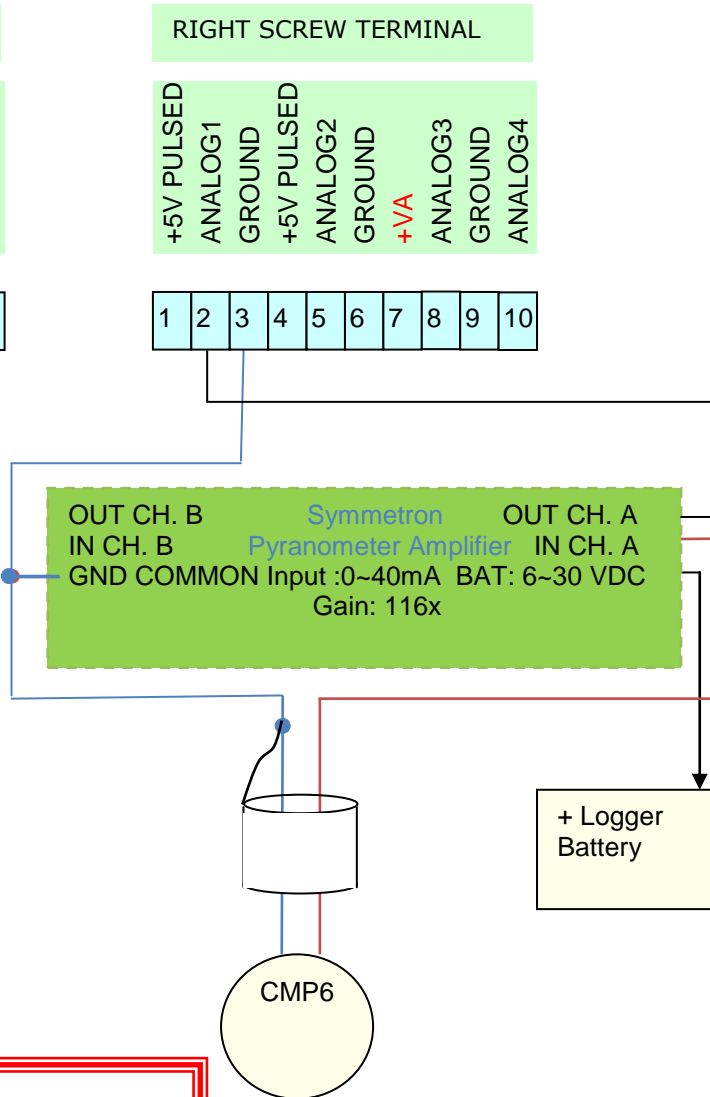 RIGHT SCREW TERMINAL
+5V PULSED
ANALOG1
GROUND
+5V PULSED
ANALOG2
GROUND
+VA
ANALOG3
GROUND
ANALOG4
1 2 3 4 5 6 7 8 9 10
OUT CH. B Symmetron OUT CH. A
IN CH. B Pyranometer Amplifier IN CH. A
GND COMMON Input :0~40mA BAT: 6~30 VDC
Gain: 116x
+ Logger
Battery
CMP6